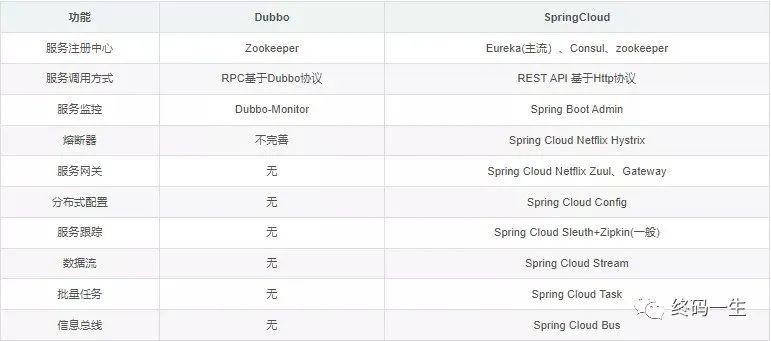 功能 Dubbo SpringCloud
服务注册中心 Zookeeper Eureka(主流）、Consul、zookeeper
服务调用方式 RPC基于Dubbo协议 REST API 基于Http协议
服务监控 Dubbo-Monitor Spring Boot Admin
熔断器 不完善 Spring Cloud Netflix Hystrix
服务网关 无 Spring Cloud Netflix Zuul、Gateway
分布式配置 无 Spring Cloud Config
服务跟踪 无 Spring Cloud Sleuth+Zipkin(一般)
数据流 无 Spring Cloud Stream
批量任务 无 Spring Cloud Task
信息总线 无 Spring Cloud Bus
终码一生